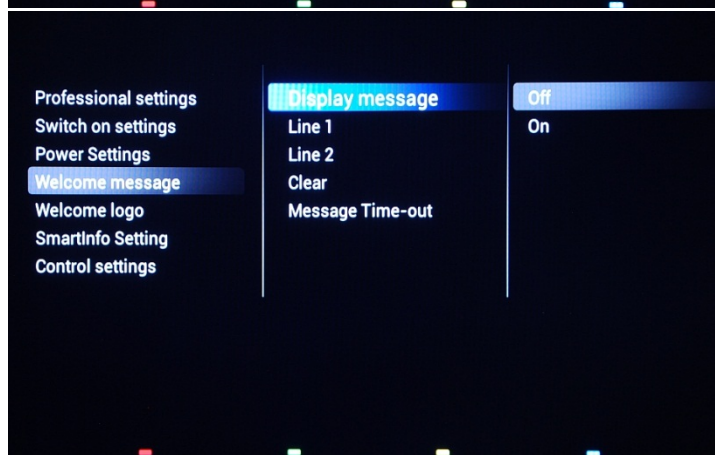 Professional settings
Switch on settings
Power Settings
Welcome message
Welcome logo
SmartInfo Setting
Control settings
Display message
Line 1
Line 2
Clear
Message Time-out
Off
On